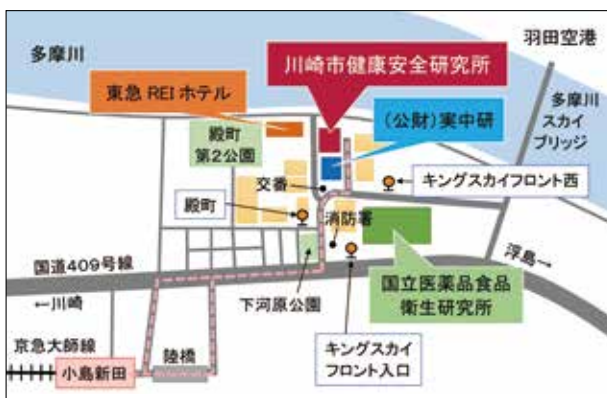 多摩川
羽田空港
川崎市健康安全研究所
東急 REI ホテル
多摩川
スカイ
ブリッジ
(公財)実中研
殿町
第2公園
交番
キングスカイフロント西
殿町
消防署
国道409号線
浮島→
国立医薬品食品
衛生研究所
←川崎
下河原公園
京急大師線
陸橋
キングスカイ
フロント入口
小島新田